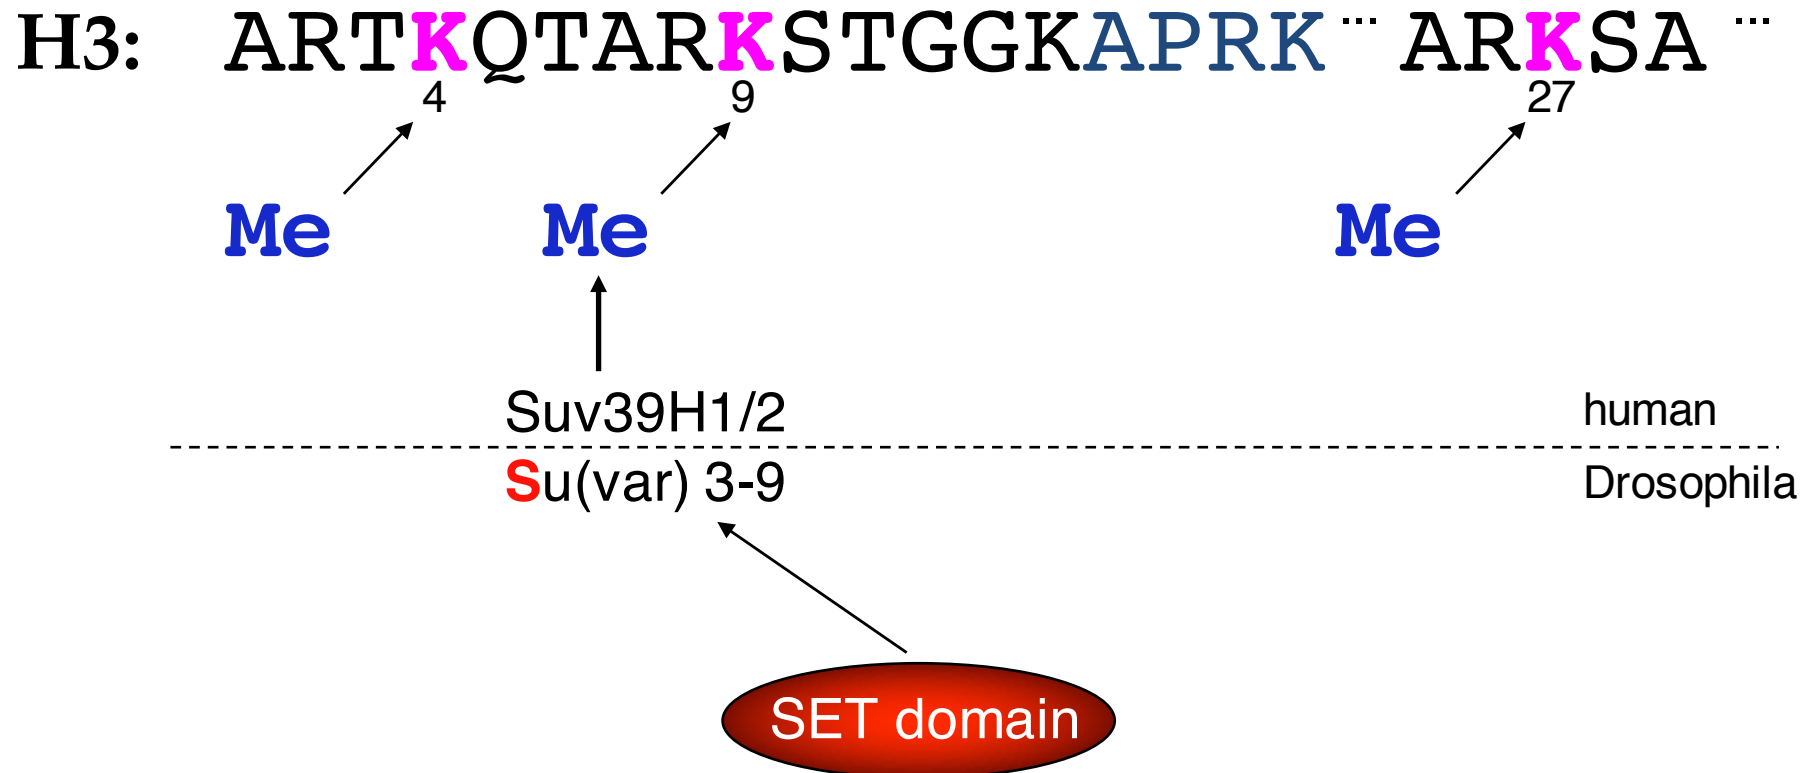 H3: ARTKQTARKSTGGKAPRK ... ARKSA ...
4 9 27
Me Me Me
Suv39H1/2 human
Su(var) 3-9 Drosophila
SET domain